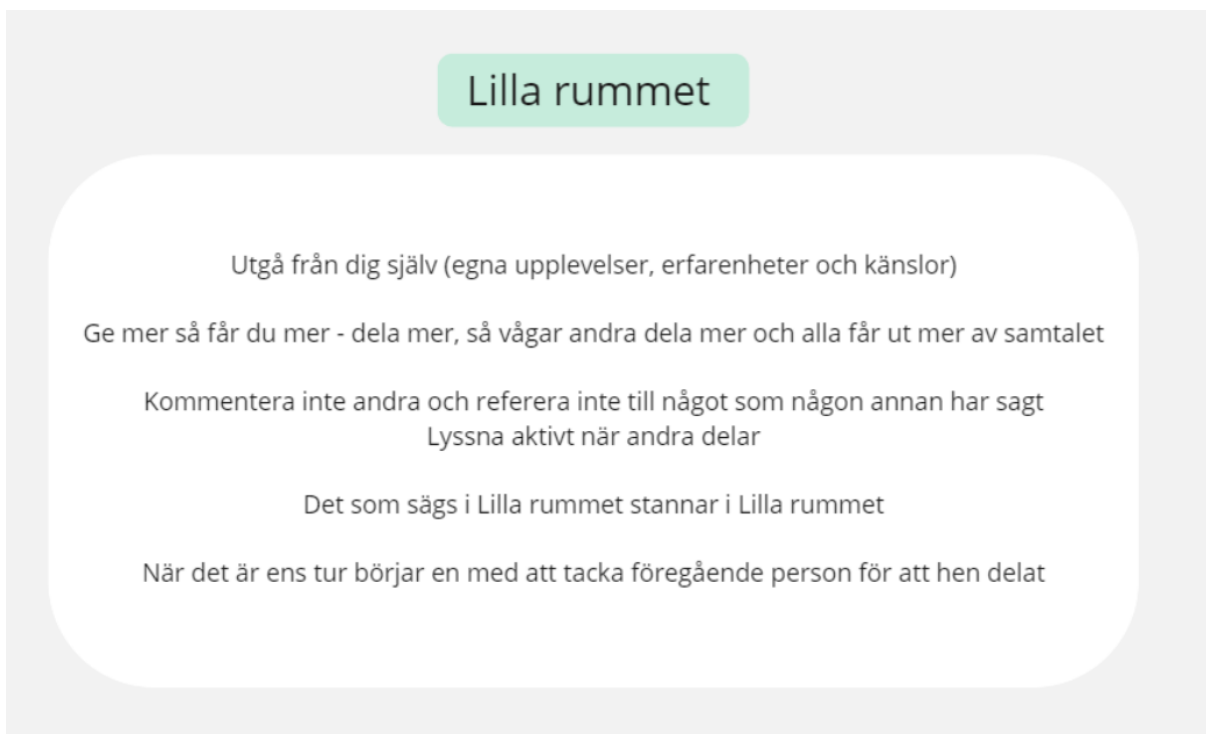 Lilla rummet
Utgå från dig själv (egna upplevelser, erfarenheter och känslor)
Ge mer så får du mer - dela mer, så vågar andra dela mer och alla får ut mer av samtalet
Kommentera inte andra och referera inte till något som någon annan har sagt
Lyssna aktivt när andra delar
Det som sägs i Lilla rummet stannar i Lilla rummet
När det är ens tur börjar en med att tacka föregående person för att hen delat